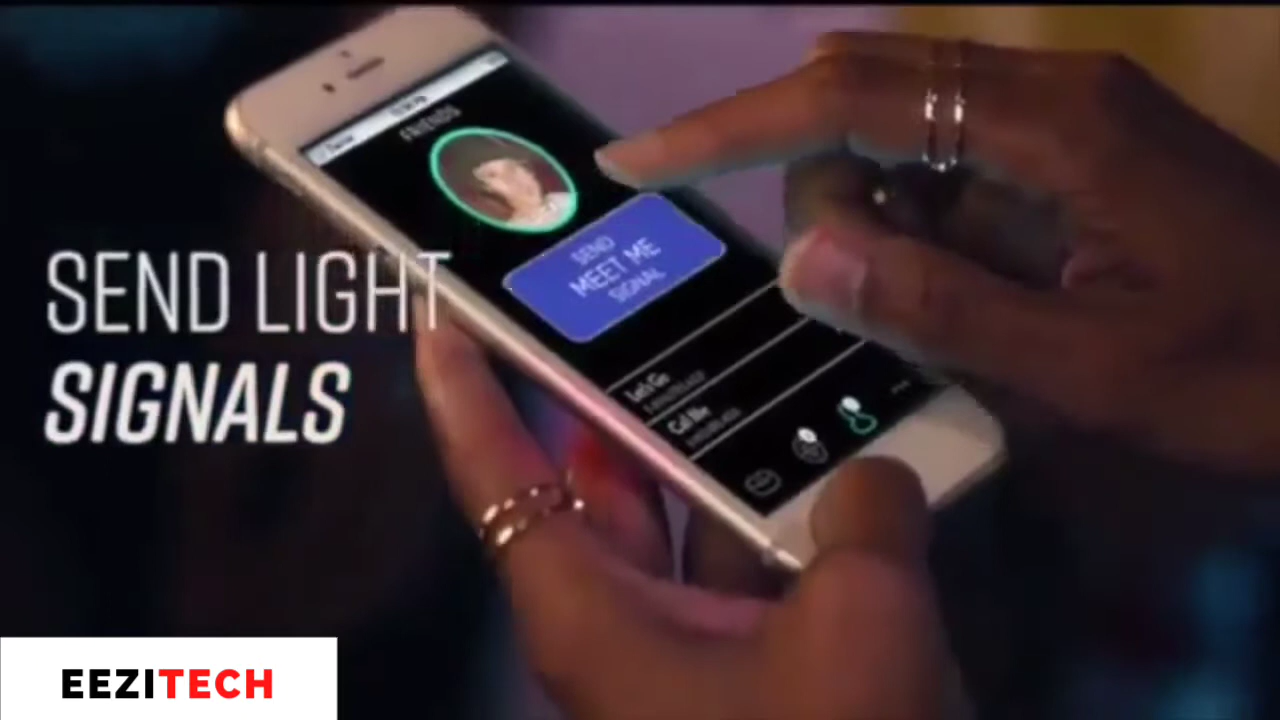 FRIENDS
SEND
MEET ME
SIGNAL
SEND LIGHT
SIGNALS
Let's Go
Call Me
EEZITECH